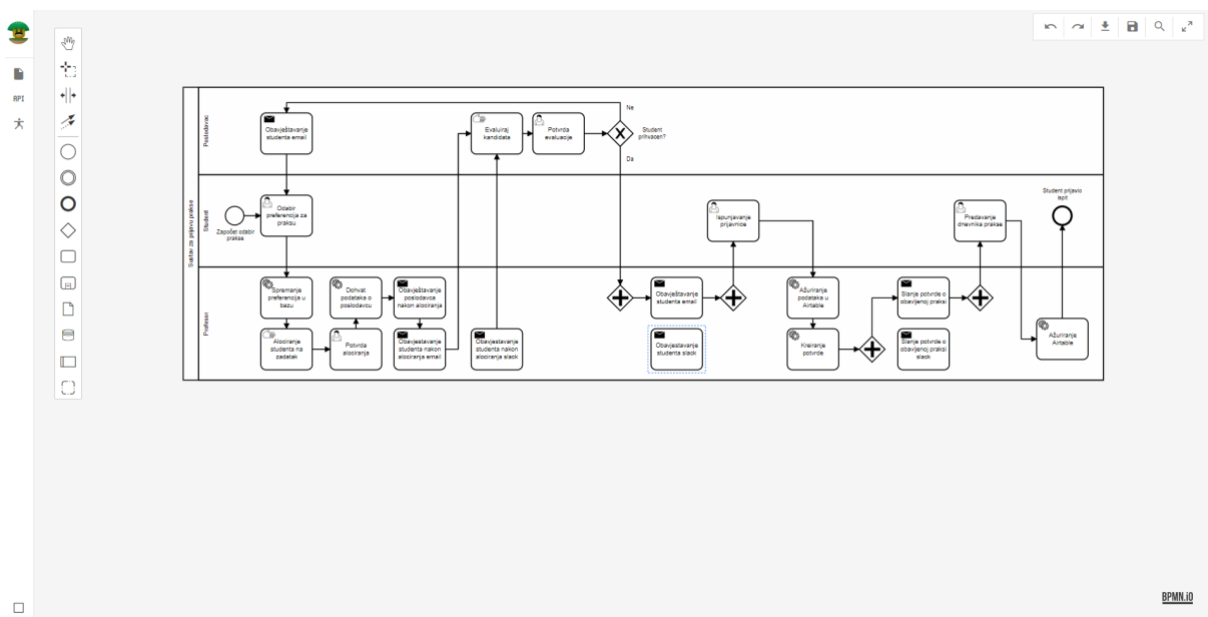 API
Sustav za prijavu prakse
Poslodavac
Obavještavanje
studenta email
Evaluiraj
kandidata
Potvrda
evaluacije
Ne
Student
prihvaćen?
Da
Student
Započet odabir
prakse
Odabir
preferencija za
praksu
Ispunjavanje
prijavnice
Predavanje
dnevnika prakse
Student prijavio
ispit
Profesor
Spremanje
preferencija u
bazu
Dohvat
podataka o
poslodavcu
Obavještavanje
poslodavca
nakon alociranja
Obavještavanje
studenta email
Ažuriranje
podataka u
Airtable
Slanje potvrde o
obavljenoj praksi
Alociranje
studenta na
zadatak
Potvrda
alociranja
Obavjestavanje
studenta nakon
alociranja email
Obavjestavanje
studenta nakon
alociranja slack
Obavjestavanje
studenta slack
Kreiranje
potvrde
Slanje potvrde o
obavljenoj praksi
slack
Ažuriranje
Airtable
BPMN.iO